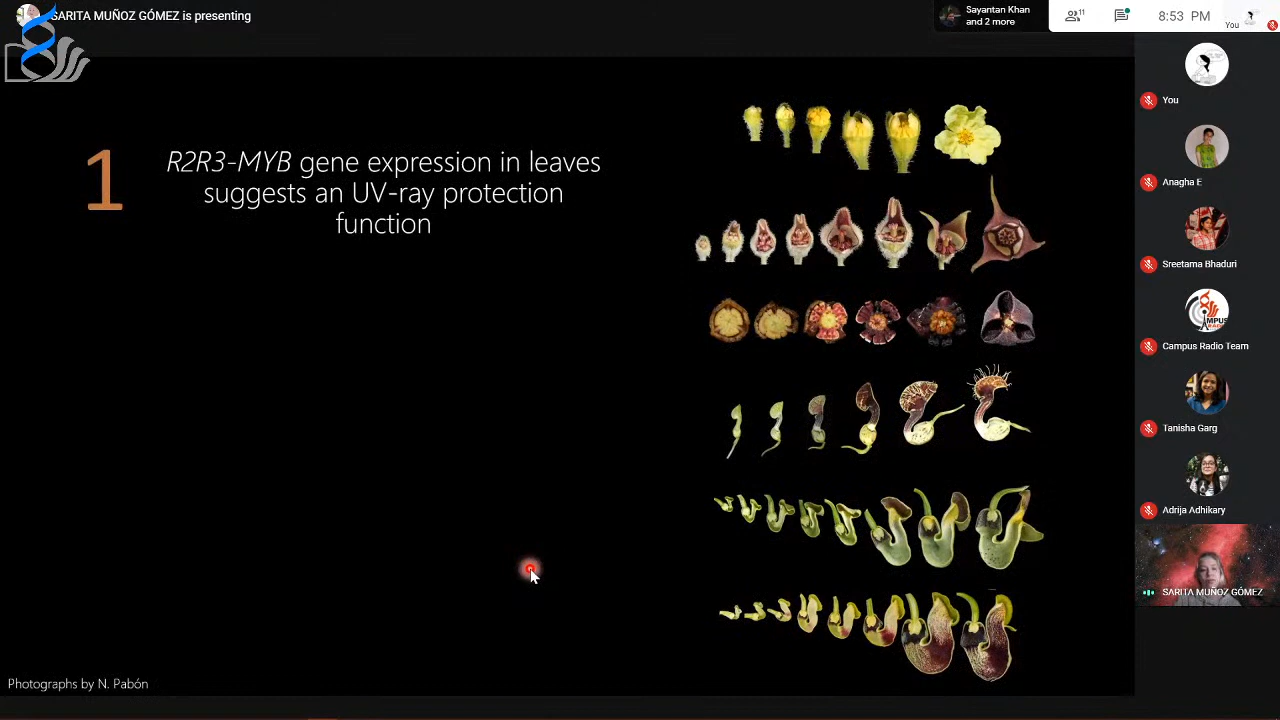 SARITA MUÑOZ GÓMEZ is presenting
Sayantan Khan
and 2 more
11
8:53 PM
You
1
R2R3-MYB gene expression in leaves
suggests an UV-ray protection
function
You
Anagha E
Sreetama Bhaduri
Campus Radio Team
Tanisha Garg
Adrija Adhikary
SARITA MUÑOZ GÓMEZ
Photographs by N. Pabón